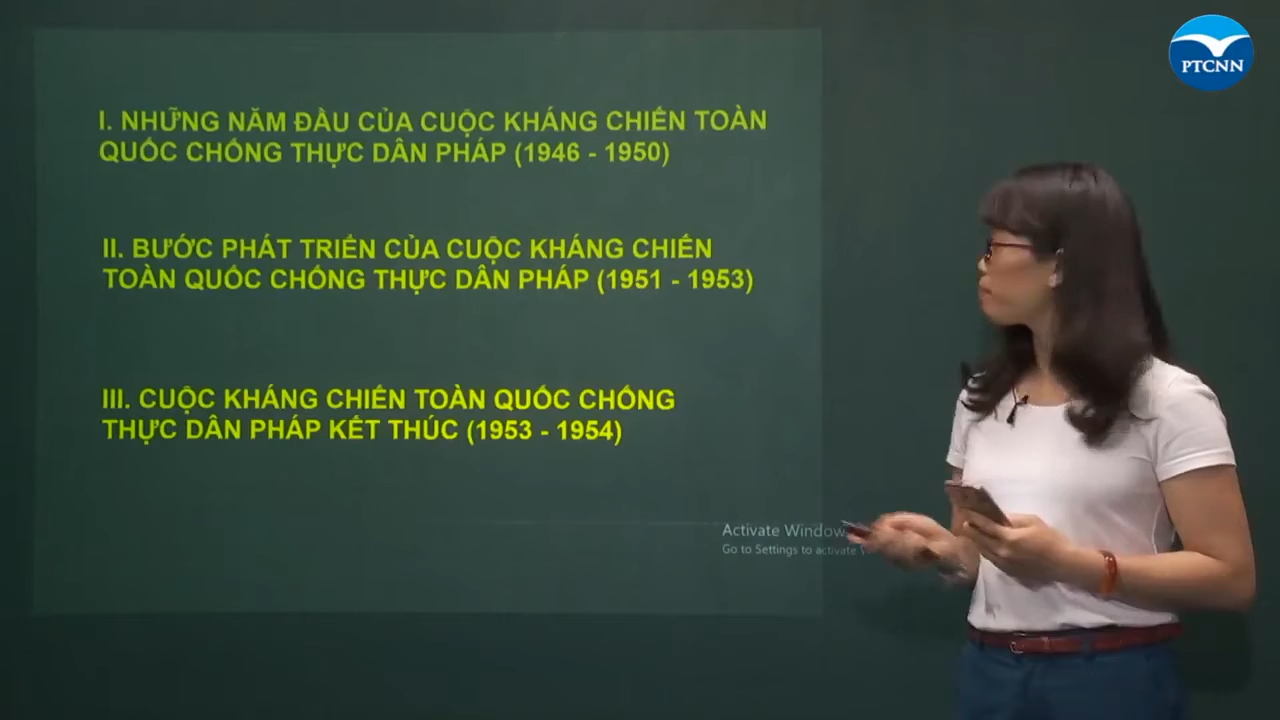 PTCNN
I. NHỮNG NĂM ĐẦU CỦA CUỘC KHÁNG CHIẾN TOÀN
QUỐC CHỐNG THỰC DÂN PHÁP (1946 - 1950)
II. BƯỚC PHÁT TRIỂN CỦA CUỘC KHÁNG CHIẾN
TOÀN QUỐC CHỐNG THỰC DÂN PHÁP (1951 - 1953)
III. CUỘC KHÁNG CHIẾN TOÀN QUỐC CHỐNG
THỰC DÂN PHÁP KẾT THÚC (1953 - 1954)
Activate Window
Go to Settings to activate